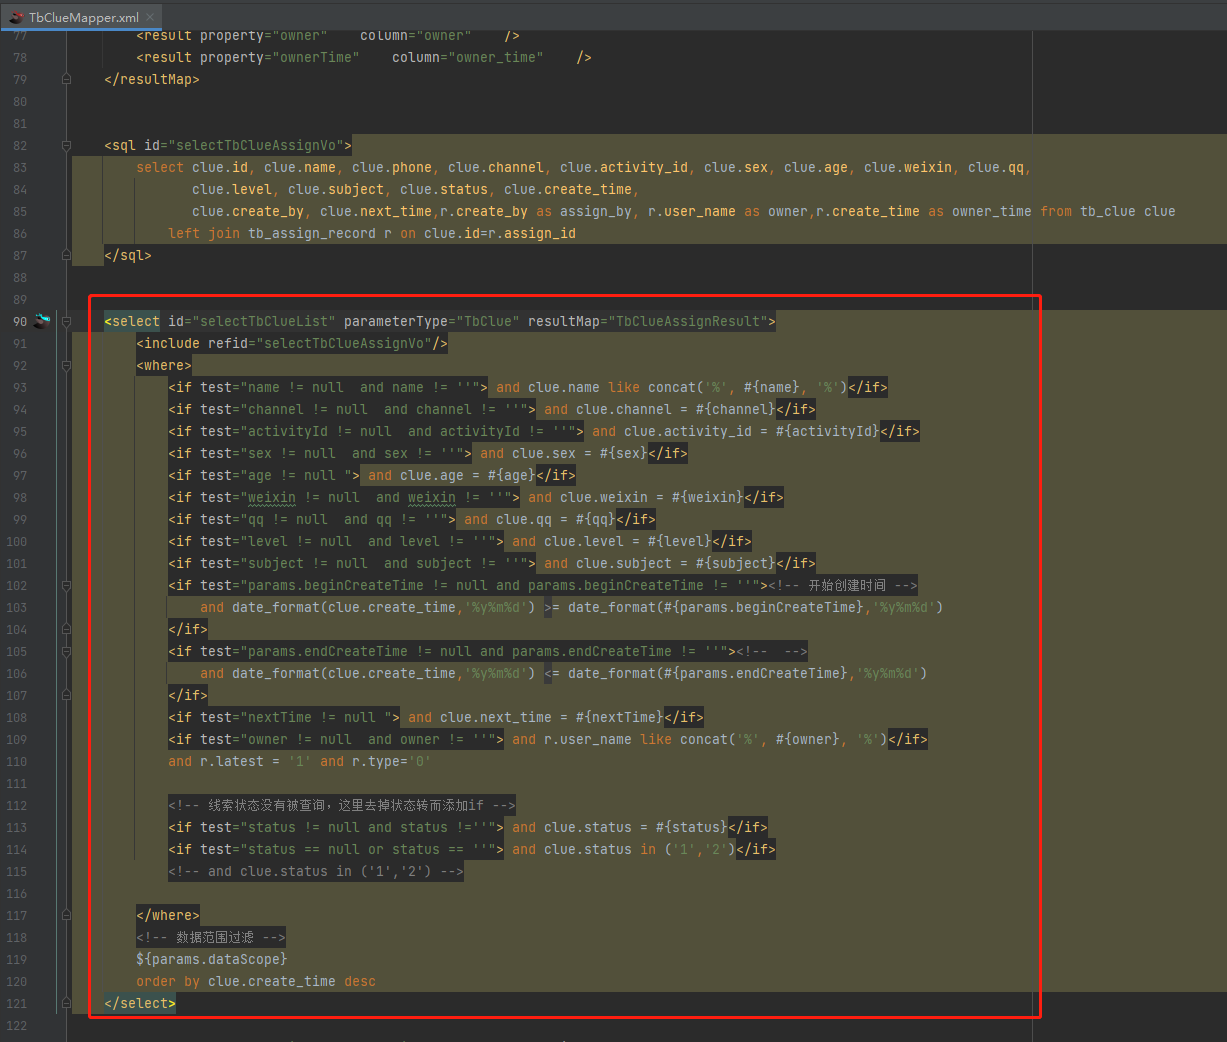 TbClueMapper.xml
77 <result property="owner" column="owner" />
78 <result property="ownerTime" column="owner_time" />
79 </resultMap>
80
81
82 <sql id="selectTbClueAssignVo">
83 select clue.id, clue.name, clue.phone, clue.channel, clue.activity_id, clue.sex, clue.age, clue.weixin, clue.qq,
84 clue.level, clue.subject, clue.status, clue.create_time,
85 clue.create_by, clue.next_time,r.create_by as assign_by, r.user_name as owner,r.create_time as owner_time from tb_clue clue
86 left join tb_assign_record r on clue.id=r.assign_id
87 </sql>
88
89
90 <select id="selectTbClueList" parameterType="TbClue" resultMap="TbClueAssignResult">
91 <include refid="selectTbClueAssignVo"/>
92 <where>
93 <if test="name != null  and name != ''"> and clue.name like concat('%', #{name}, '%')</if>
94 <if test="channel != null  and channel != ''"> and clue.channel = #{channel}</if>
95 <if test="activityId != null  and activityId != ''"> and clue.activity_id = #{activityId}</if>
96 <if test="sex != null  and sex != ''"> and clue.sex = #{sex}</if>
97 <if test="age != null "> and clue.age = #{age}</if>
98 <if test="weixin != null  and weixin != ''"> and clue.weixin = #{weixin}</if>
99 <if test="qq != null  and qq != ''"> and clue.qq = #{qq}</if>
100 <if test="level != null  and level != ''"> and clue.level = #{level}</if>
101 <if test="subject != null  and subject != ''"> and clue.subject = #{subject}</if>
102 <if test="params.beginCreateTime != null and params.beginCreateTime != ''"><!-- 开始创建时间 -->
103 and date_format(clue.create_time,'%y%m%d') >= date_format(#{params.beginCreateTime},'%y%m%d')
104 </if>
105 <if test="params.endCreateTime != null and params.endCreateTime != ''"><!--  -->
106 and date_format(clue.create_time,'%y%m%d') <= date_format(#{params.endCreateTime},'%y%m%d')
107 </if>
108 <if test="nextTime != null "> and clue.next_time = #{nextTime}</if>
109 <if test="owner != null  and owner != ''"> and r.user_name like concat('%', #{owner}, '%')</if>
110 and r.latest = '1' and r.type='0'
111
112 <!-- 线索状态没有被查询，这里去掉状态转而添加if -->
113 <if test="status != null and status !=''"> and clue.status = #{status}</if>
114 <if test="status == null or status == ''"> and clue.status in ('1','2')</if>
115 <!-- and clue.status in ('1','2') -->
116
117 </where>
118 <!-- 数据范围过滤 -->
119 ${params.dataScope}
120 order by clue.create_time desc
121 </select>
122